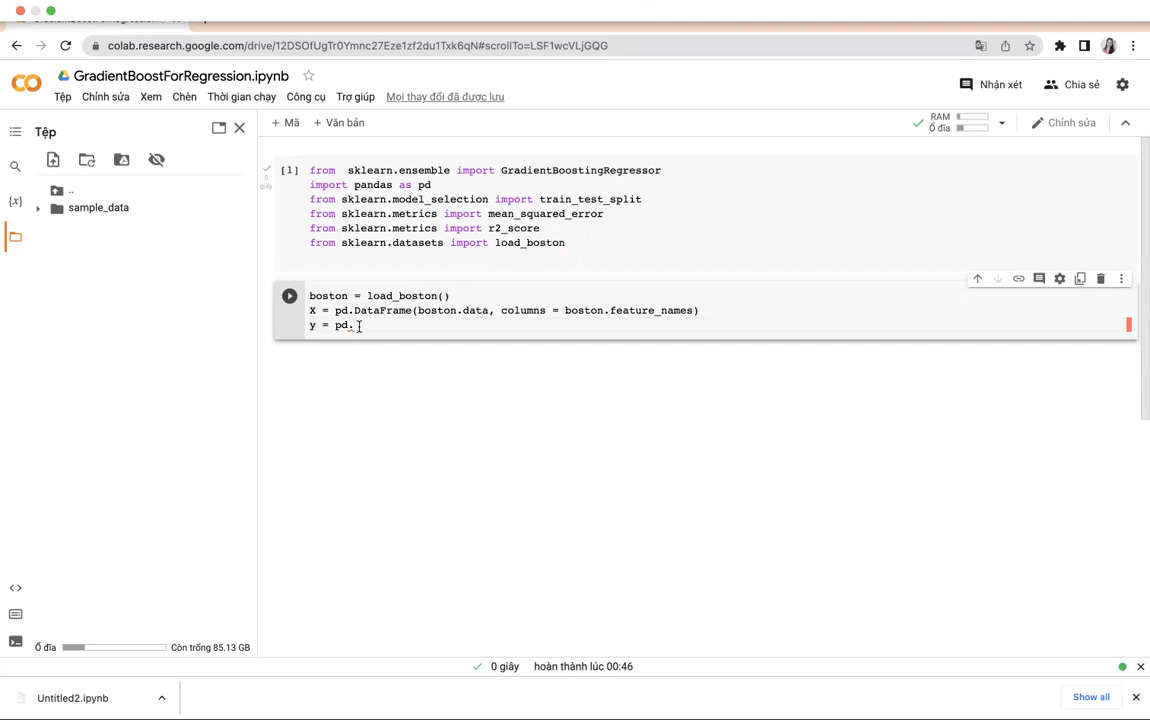 colab.research.google.com/drive/12DSOfUgTr0Ymnc27Eze1zf2du1Txk6qN#scrollTo=LSF1wcVLjGQG
GradientBoostForRegression.ipynb
Tệp Chỉnh sửa Xem Chèn Thời gian chạy Công cụ Trợ giúp Mọi thay đổi đã được lưu
Nhận xét Chia sẻ
Tệp
+ Mã + Văn bản
RAM
Ổ đĩa
Chỉnh sửa
..
sample_data
[1] from sklearn.ensemble import GradientBoostingRegressor
0
giây
import pandas as pd
from sklearn.model_selection import train_test_split
from sklearn.metrics import mean_squared_error
from sklearn.metrics import r2_score
from sklearn.datasets import load_boston
boston = load_boston()
X = pd.DataFrame(boston.data, columns = boston.feature_names)
y = pd.
Ổ đĩa Còn trống 85.13 GB
0 giây hoàn thành lúc 00:46
Untitled2.ipynb
Show all